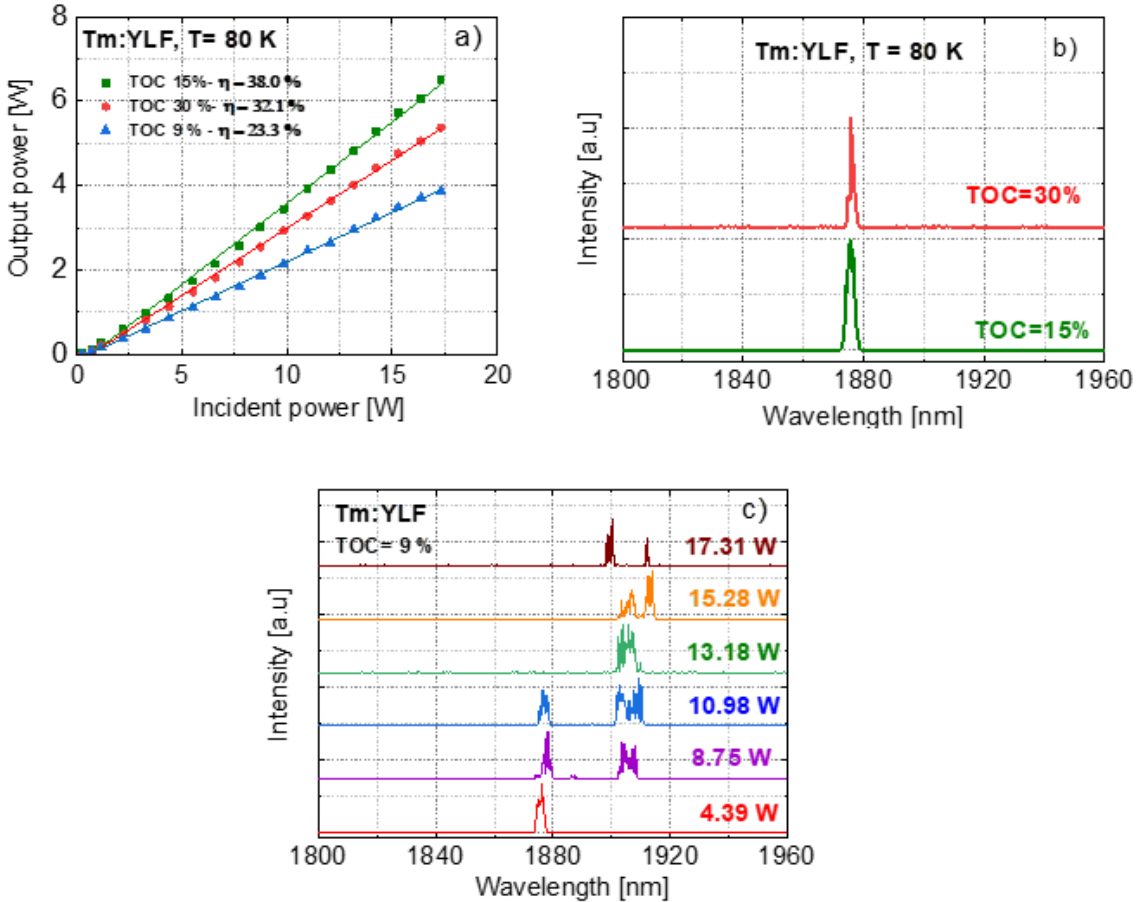 Tm:YLF, T= 80 K
a)
TOC 15%- η – 38.0 %
TOC 30 %- η – 32.1 %
TOC 9 % - η – 23.3 %
Output power [W]
8
6
4
2
0
0 5 10 15 20
Incident power [W]
Tm:YLF, T = 80 K
b)
Intensity [a.u]
TOC=30%
TOC=15%
1800 1840 1880 1920 1960
Wavelength [nm]
Tm:YLF
c)
TOC= 9 %
Intensity [a.u]
17.31 W
15.28 W
13.18 W
10.98 W
8.75 W
4.39 W
1800 1840 1880 1920 1960
Wavelength [nm]